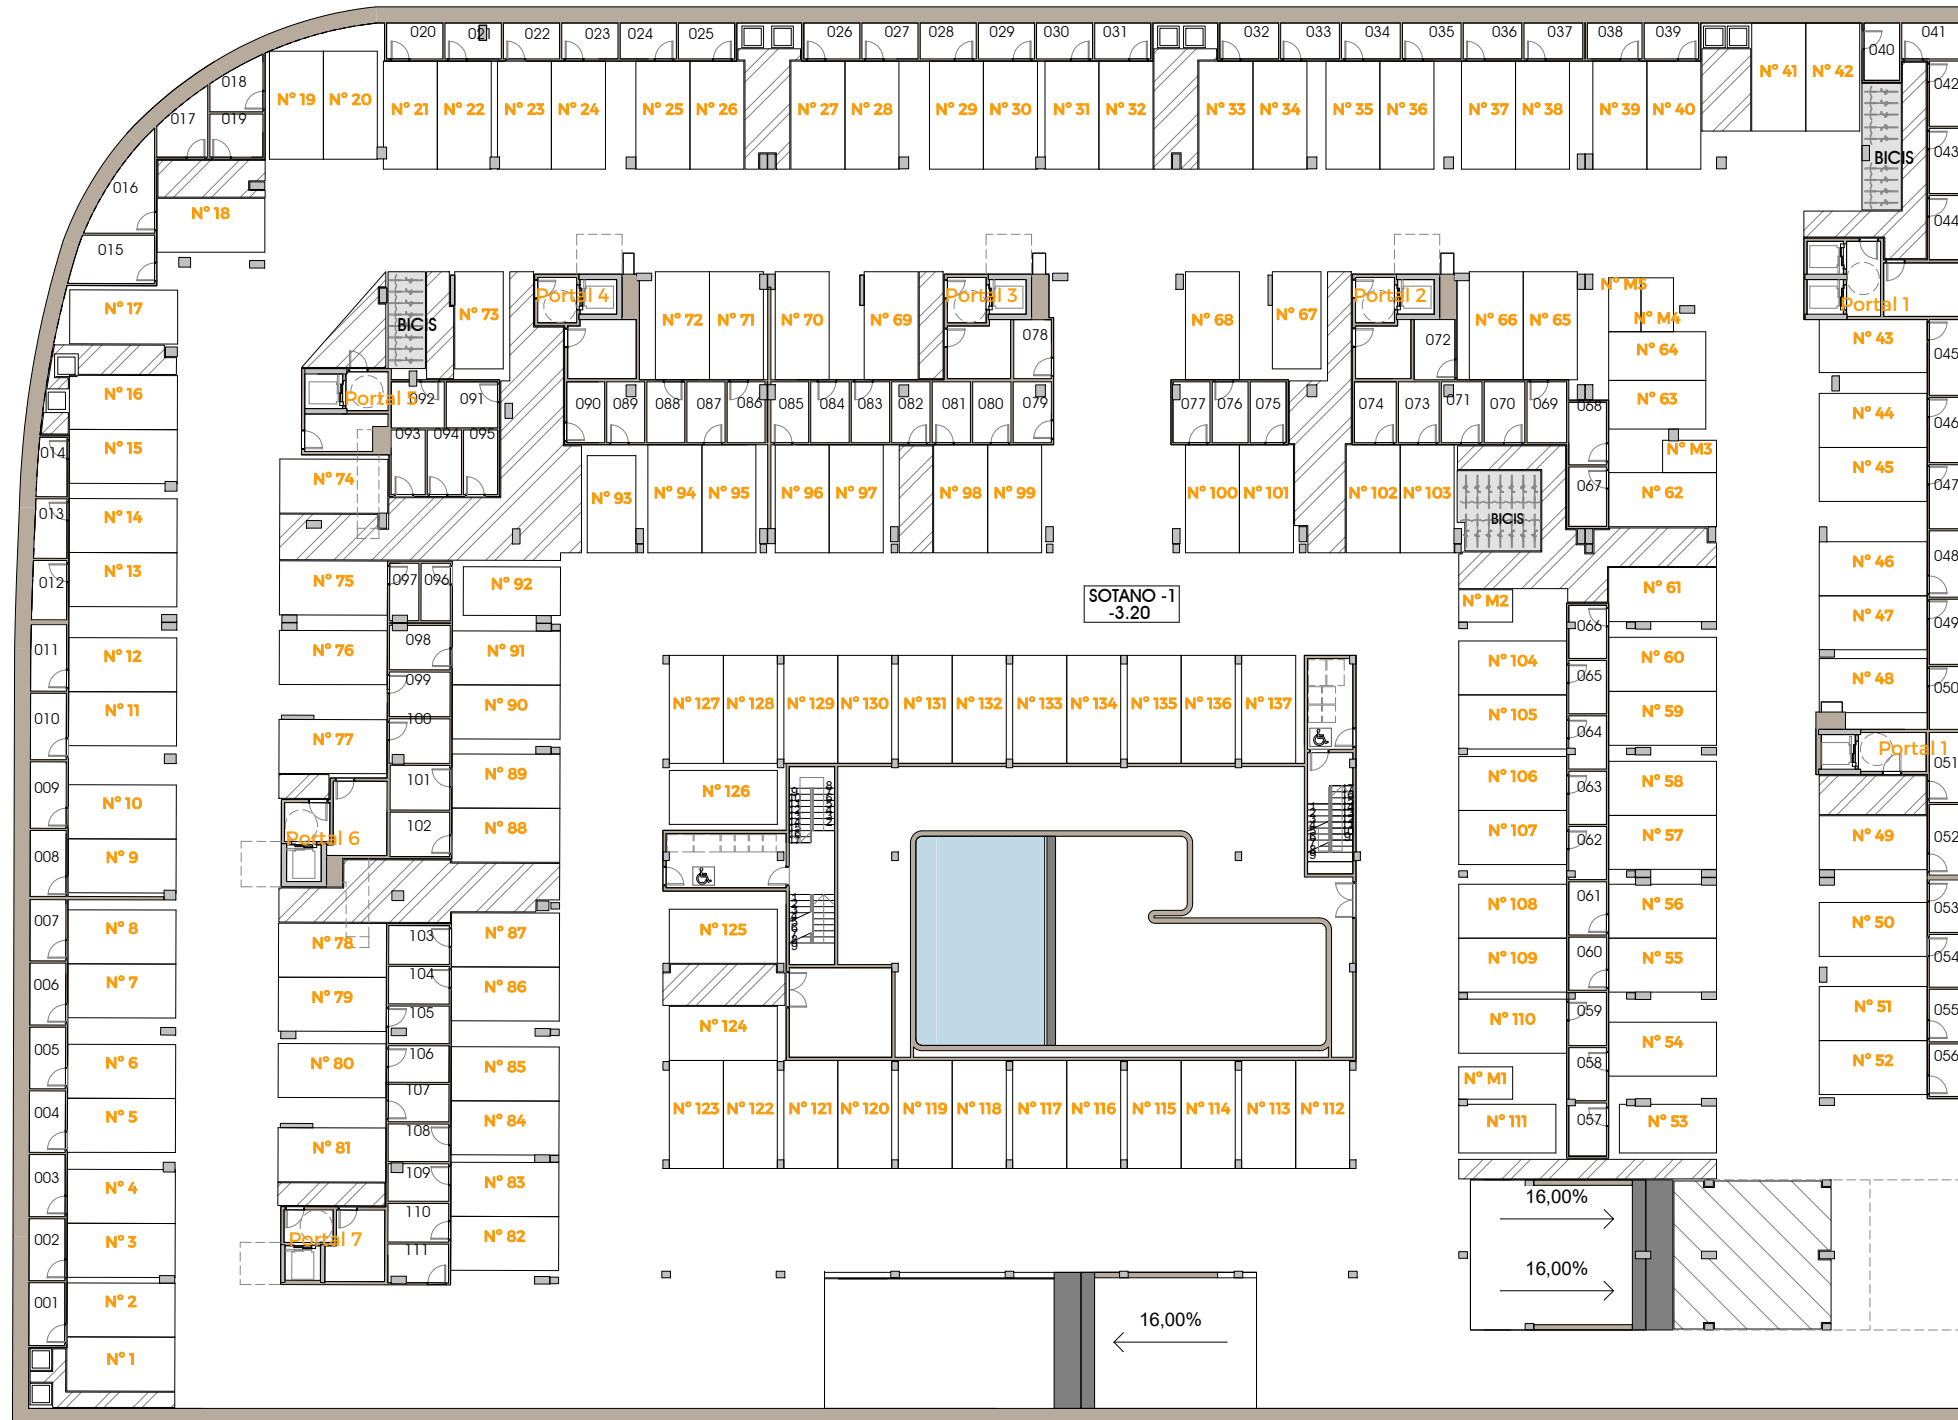 020 021 022 023 024 025 026 027 028 029 030 031 032 033 034 035 036 037 038 039 040 041
018 017 019 016 015
042 043 044
Nº 19 Nº 20 Nº 21 Nº 22 Nº 23 Nº 24 Nº 25 Nº 26 Nº 27 Nº 28 Nº 29 Nº 30 Nº 31 Nº 32 Nº 33 Nº 34 Nº 35 Nº 36 Nº 37 Nº 38 Nº 39 Nº 40 Nº 41 Nº 42
BICIS
Nº 18
Nº 17
Nº 16
Nº 15
Nº 14
Nº 13
Nº 12
Nº 11
Nº 10
Nº 9
Nº 8
Nº 7
Nº 6
Nº 5
Nº 4
Nº 3
Nº 2
Nº 1
014
013
012
011
010
009
008
007
006
005
004
003
002
001
BICIS
Nº 73
Portal 4
Nº 72 Nº 71 Nº 70 Nº 69
Portal 3
078
Nº 68 Nº 67
Portal 2
072
Nº 66 Nº 65
Nº M5
Nº M4
Nº 64
Nº 63
Nº M3
Nº 62
Portal 1
Nº 43
Nº 44
Nº 45
Nº 46
Nº 47
Nº 48
Portal 1
Nº 49
Nº 50
Nº 51
Nº 52
045
046
047
048
049
050
051
052
053
054
055
056
Portal 5
092 091
093 094 095
090 089 088 087 086 085 084 083 082 081 080 079
077 076 075
074 073 071 070 069 068
067
Nº 74
Nº 93 Nº 94 Nº 95 Nº 96 Nº 97 Nº 98 Nº 99 Nº 100 Nº 101 Nº 102 Nº 103
BICIS
Nº 75
097 096
Nº 92
Nº 76
098
Nº 91
099
Nº 90
100
Nº 77
101
Nº 89
102
Nº 88
Portal 6
SOTANO -1
-3.20
Nº M2
Nº 61
066
Nº 104
Nº 60
065
Nº 105
Nº 59
064
Nº 106
Nº 58
063
Nº 107
Nº 57
062
Nº 108
061
Nº 56
Nº 109
060
Nº 55
Nº 110
059
Nº 54
058
Nº M1
Nº 111
057
Nº 53
Nº 127 Nº 128 Nº 129 Nº 130 Nº 131 Nº 132 Nº 133 Nº 134 Nº 135 Nº 136 Nº 137
Nº 126
Nº 125
Nº 124
Nº 123 Nº 122 Nº 121 Nº 120 Nº 119 Nº 118 Nº 117 Nº 116 Nº 115 Nº 114 Nº 113 Nº 112
Nº 78
103
Nº 87
104
Nº 86
Nº 79
105
106
Nº 80
Nº 85
107
108
Nº 84
Nº 81
109
Nº 83
110
Nº 82
111
Portal 7
16,00%
16,00%
16,00%